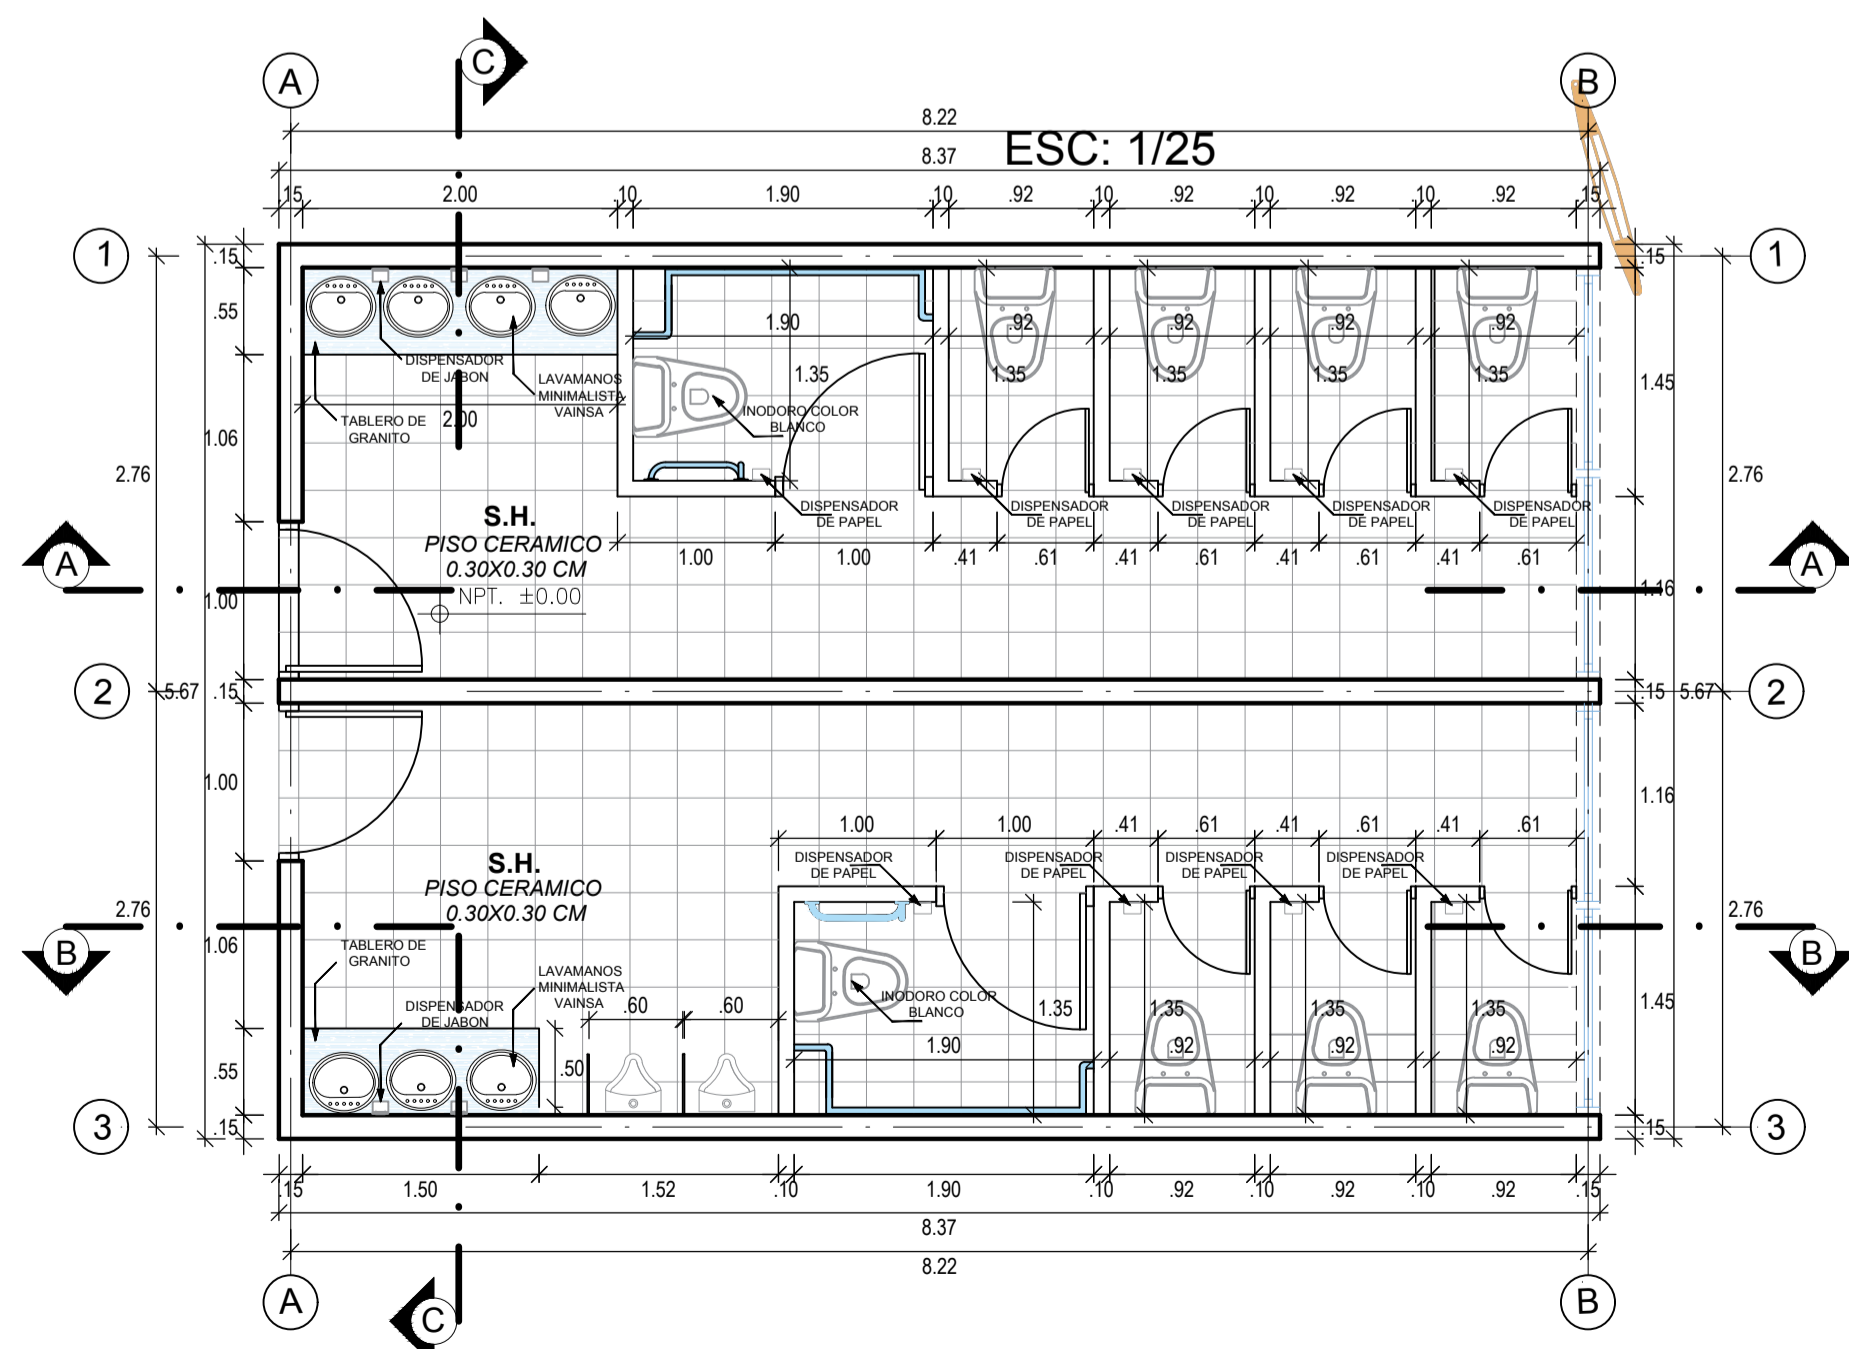 C
A
B
8.22
ESC: 1/25
8.37
.15 2.00 .10 1.90 .10 .92 .10 .92 .10 .92 .10 .92 .15
1
.15
.15
1
.55
1.90
.92
.92
.92
.92
DISPENSADOR
DE JABON
LAVAMANOS
MINIMALISTA
VAINSA
1.35
1.35
1.35
1.35
1.35
1.45
2.00
TABLERO DE
GRANITO
INODORO COLOR
BLANCO
1.06
2.76
2.76
S.H.
PISO CERAMICO
0.30X0.30 CM
NPT. ±0.00
DISPENSADOR
DE PAPEL
DISPENSADOR
DE PAPEL
DISPENSADOR
DE PAPEL
DISPENSADOR
DE PAPEL
DISPENSADOR
DE PAPEL
1.00 1.00 .41 .61 .41 .61 .41 .61 .41 .61
A
A
1.00
1.16
2
5.67
.15
.15
5.67
2
1.00
1.16
1.00 1.00 .41 .61 .41 .61 .41 .61
DISPENSADOR
DE PAPEL
DISPENSADOR
DE PAPEL
DISPENSADOR
DE PAPEL
DISPENSADOR
DE PAPEL
S.H.
PISO CERAMICO
0.30X0.30 CM
2.76
2.76
B
B
1.06
TABLERO DE
GRANITO
LAVAMANOS
MINIMALISTA
VAINSA
DISPENSADOR
DE JABON
.60
.60
INODORO COLOR
BLANCO
1.35
1.35
1.35
1.35
1.45
1.90
.92
.92
.92
.55
.50
3
.15
.15
3
.15 1.50 1.52 .10 1.90 .10 .92 .10 .92 .10 .92 .15
8.37
8.22
A
C
B